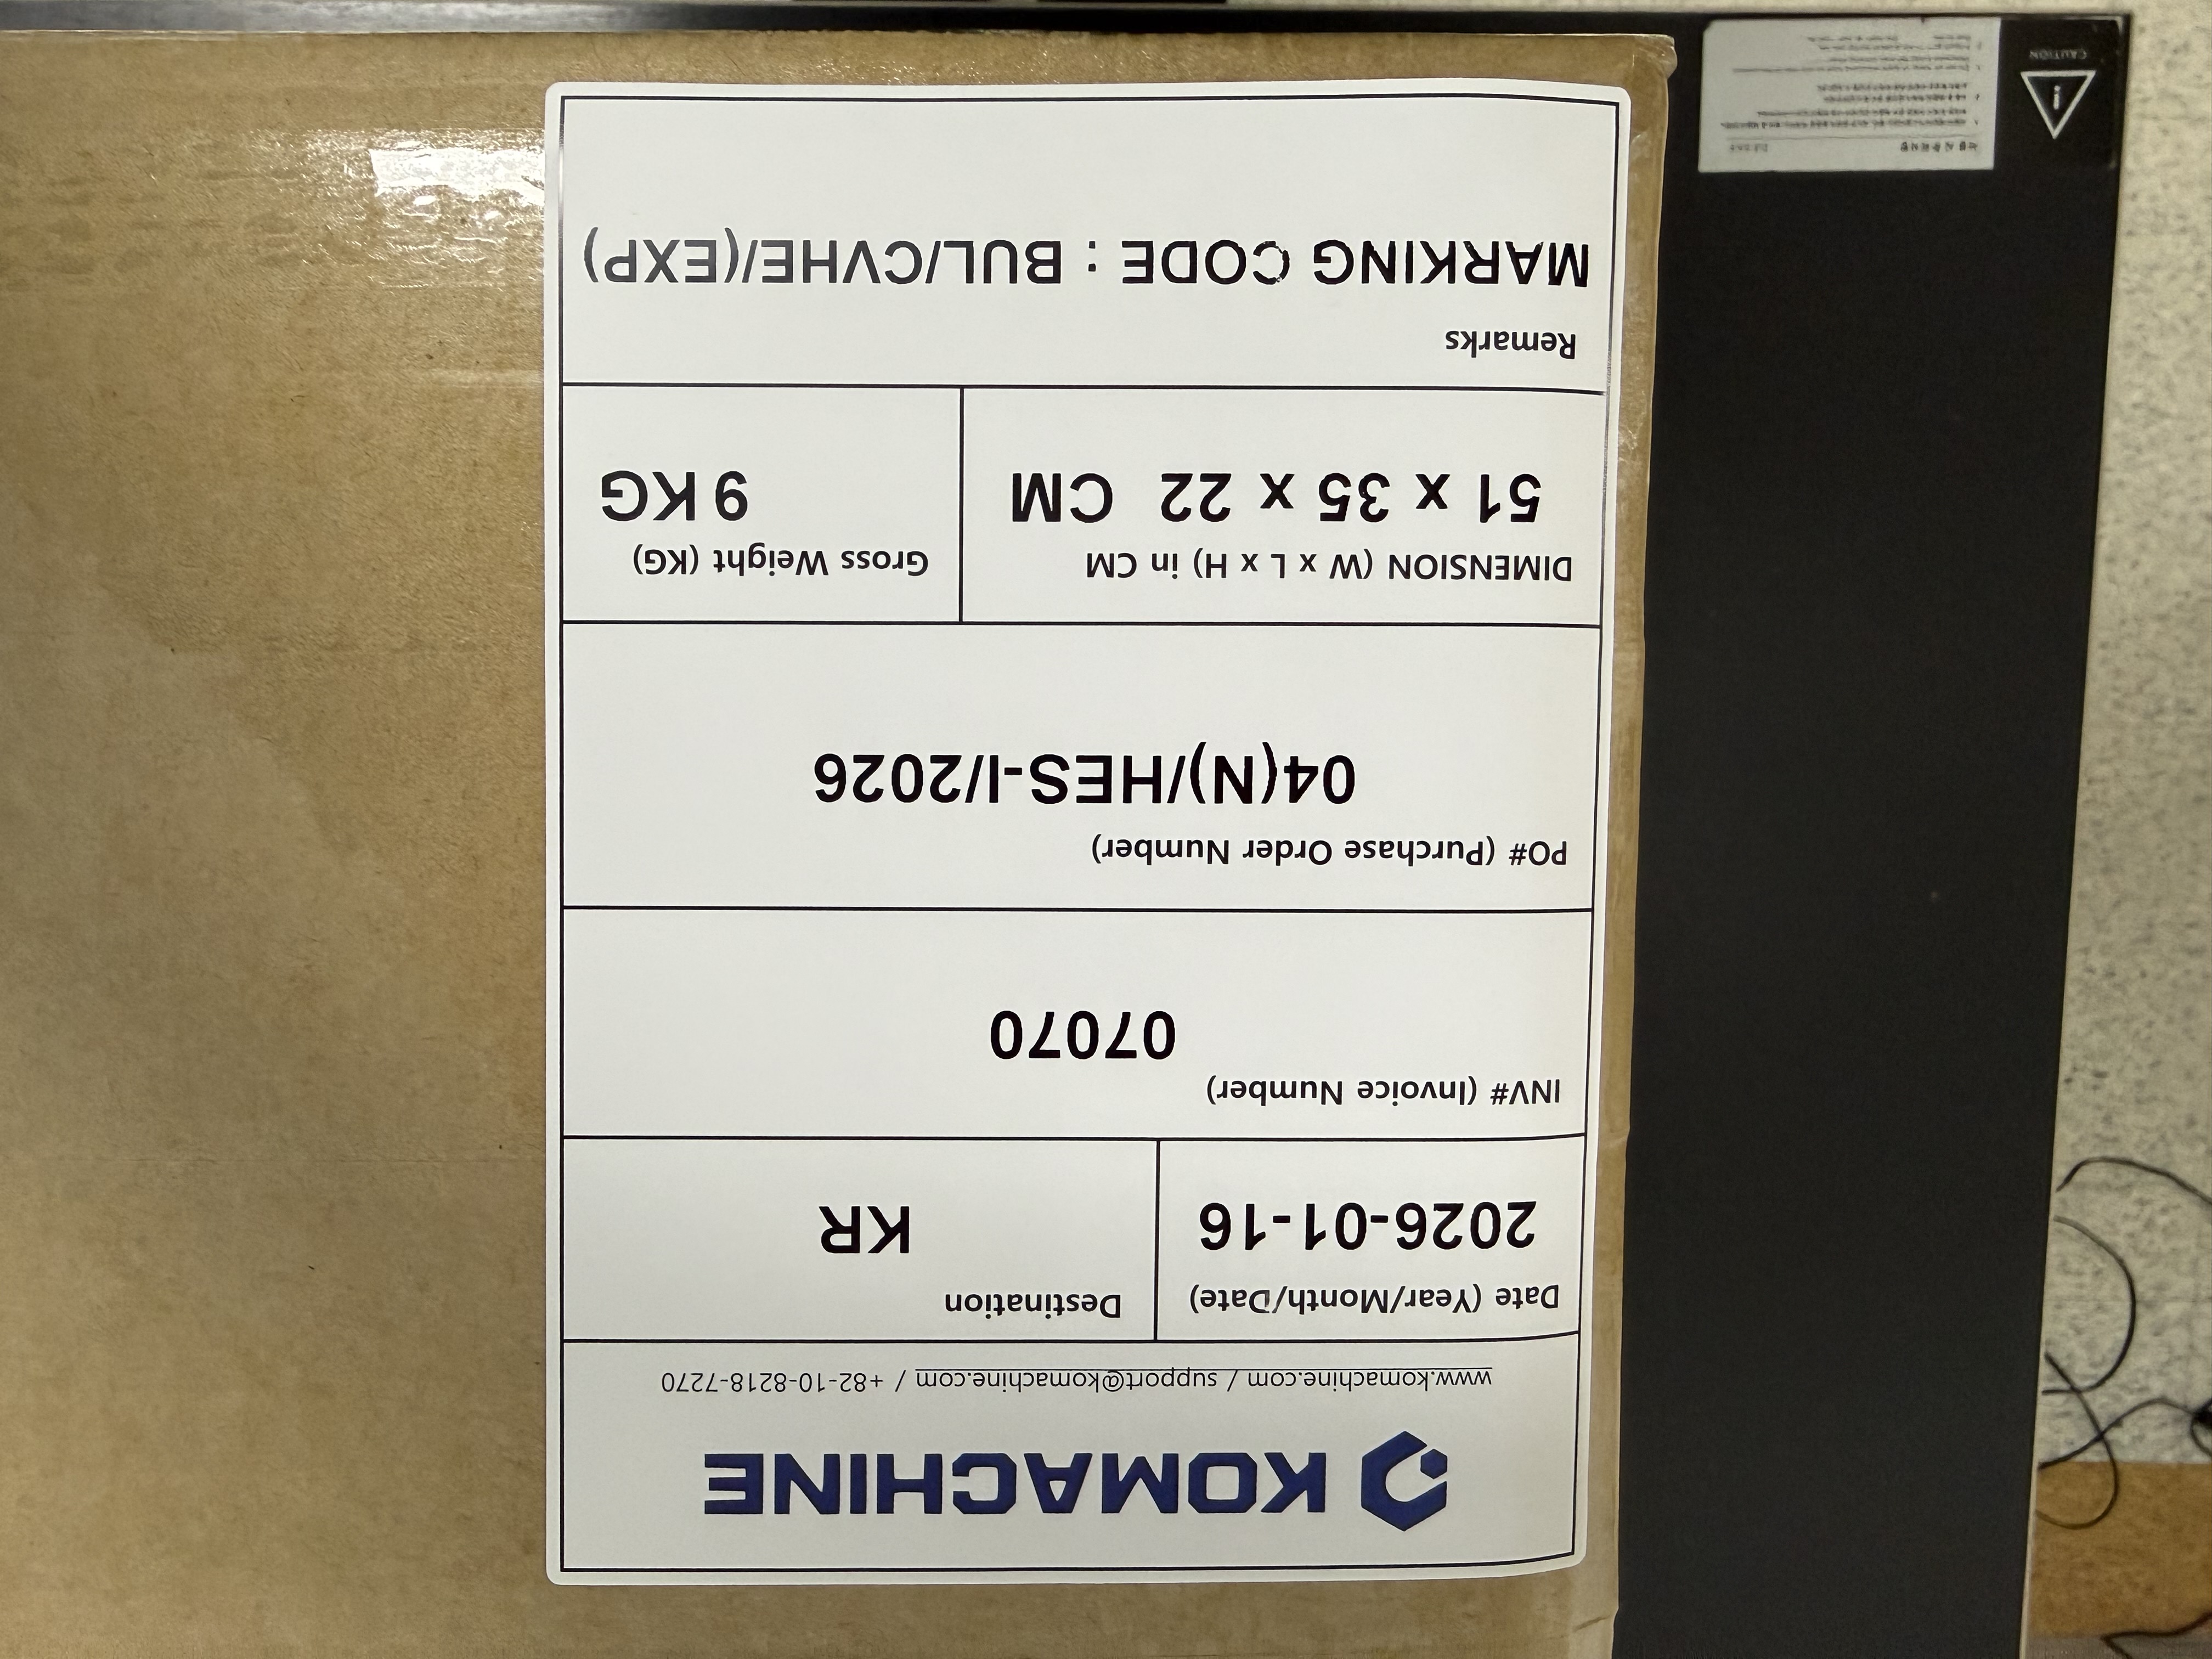 KOMACHINE
www.komachine.com / support@komachine.com / +82-10-8218-7270
Date (Year/Month/Date)
2026-01-16
Destination
KR
INV# (Invoice Number)
07070
PO# (Purchase Order Number)
04(N)/HES-I/2026
DIMENSION (W x L x H) in CM
51 x 35 x 22 CM
Gross Weight (KG)
9 KG
Remarks
MARKING CODE : BUL/CVHE/(EXP)
CAUTION